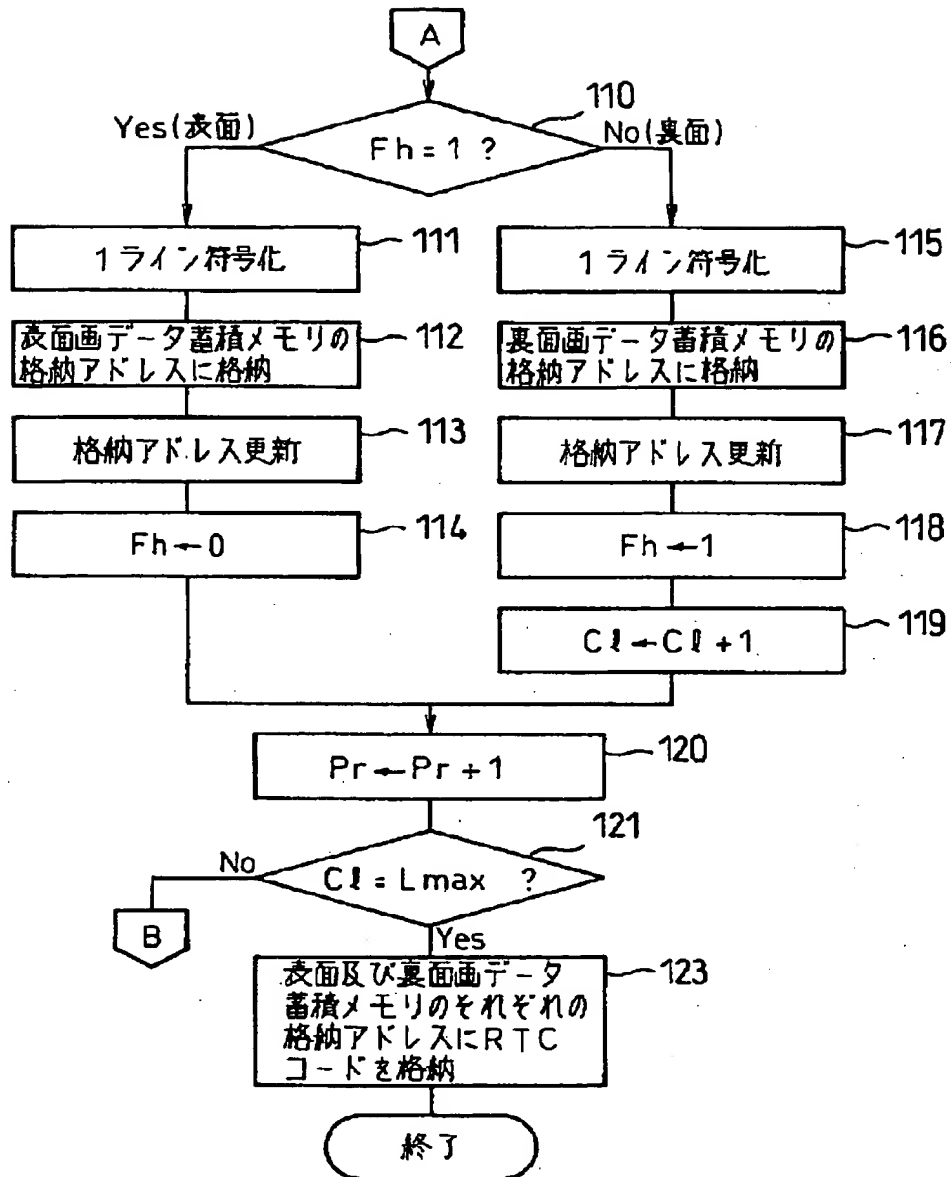 A
110
Yes(表面)
No(裏面)
Fh=1 ?
1ライン符号化
111
表面画データ蓄積メモリの
格納アドレスに格納
112
格納アドレス更新
113
Fh←0
114
1ライン符号化
115
裏面画データ蓄積メモリの
格納アドレスに格納
116
格納アドレス更新
117
Fh←1
118
Cℓ←Cℓ+1
119
Pr←Pr+1
120
121
Cℓ=Lmax ?
No
B
Yes
表面及び裏面画データ
蓄積メモリのそれぞれの
格納アドレスにRTC
コードを格納
123
終了